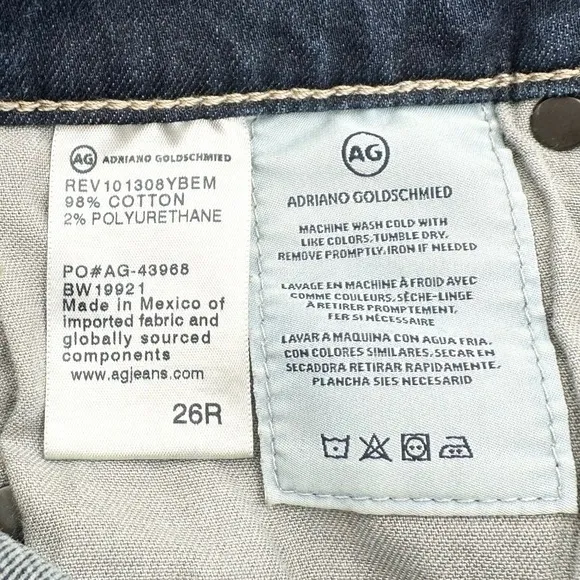 AG ADRIANO GOLDSCHMIED
REV101308YBEM
98% COTTON
2% POLYURETHANE
PO#AG-43968
BW19921
Made in Mexico of
imported fabric and
globally sourced
components
www.agjeans.com
26R
AG
ADRIANO GOLDSCHMIED
MACHINE WASH COLD WITH
LIKE COLORS, TUMBLE DRY.
REMOVE PROMPTLY, IRON IF NEEDED
LAVAGE EN MACHINE À FROID AVEC
COMME COULEURS, SÈCHE-LINGE
À RETIRER PROMPTEMENT,
FER SI NÉCESSAIRE
LAVAR A MAQUINA CON AGUA FRIA,
CON COLORES SIMILARES, SECAR EN
SECADORA RETIRAR RAPIDAMENTE,
PLANCHA SIES NECESARID